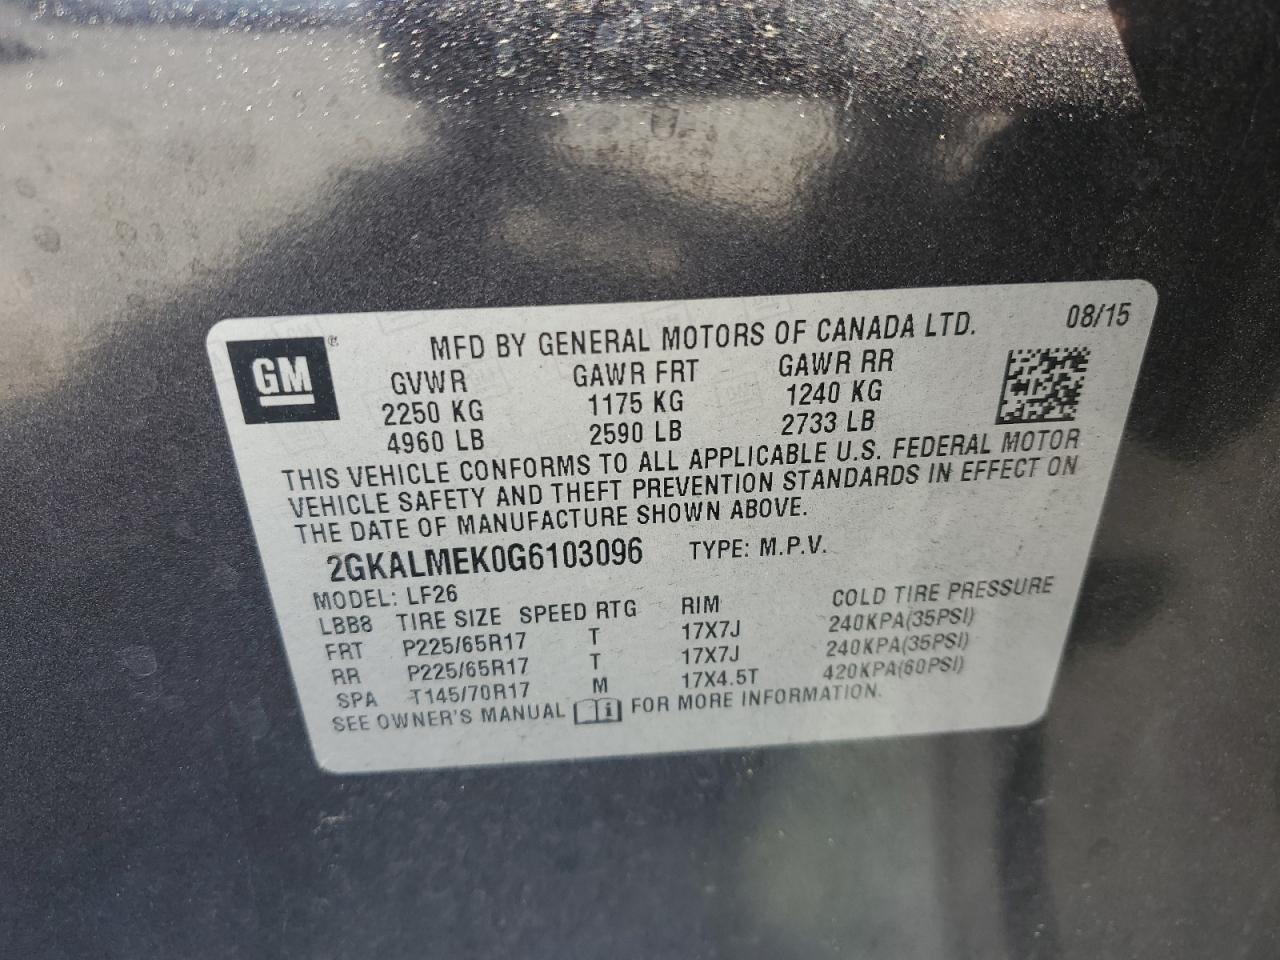 GM
®
MFD BY GENERAL MOTORS OF CANADA LTD. 08/15
GVWR GAWR FRT GAWR RR
2250 KG 1175 KG 1240 KG
4960 LB 2590 LB 2733 LB
THIS VEHICLE CONFORMS TO ALL APPLICABLE U.S. FEDERAL MOTOR
VEHICLE SAFETY AND THEFT PREVENTION STANDARDS IN EFFECT ON
THE DATE OF MANUFACTURE SHOWN ABOVE.
2GKALMEK0G6103096 TYPE: M.P.V.
MODEL: LF26
LBB8 TIRE SIZE SPEED RTG RIM COLD TIRE PRESSURE
FRT P225/65R17 T 17X7J 240KPA(35PSI)
RR P225/65R17 T 17X7J 240KPA(35PSI)
SPA T145/70R17 M 17X4.5T 420KPA(60PSI)
SEE OWNER'S MANUAL i FOR MORE INFORMATION.